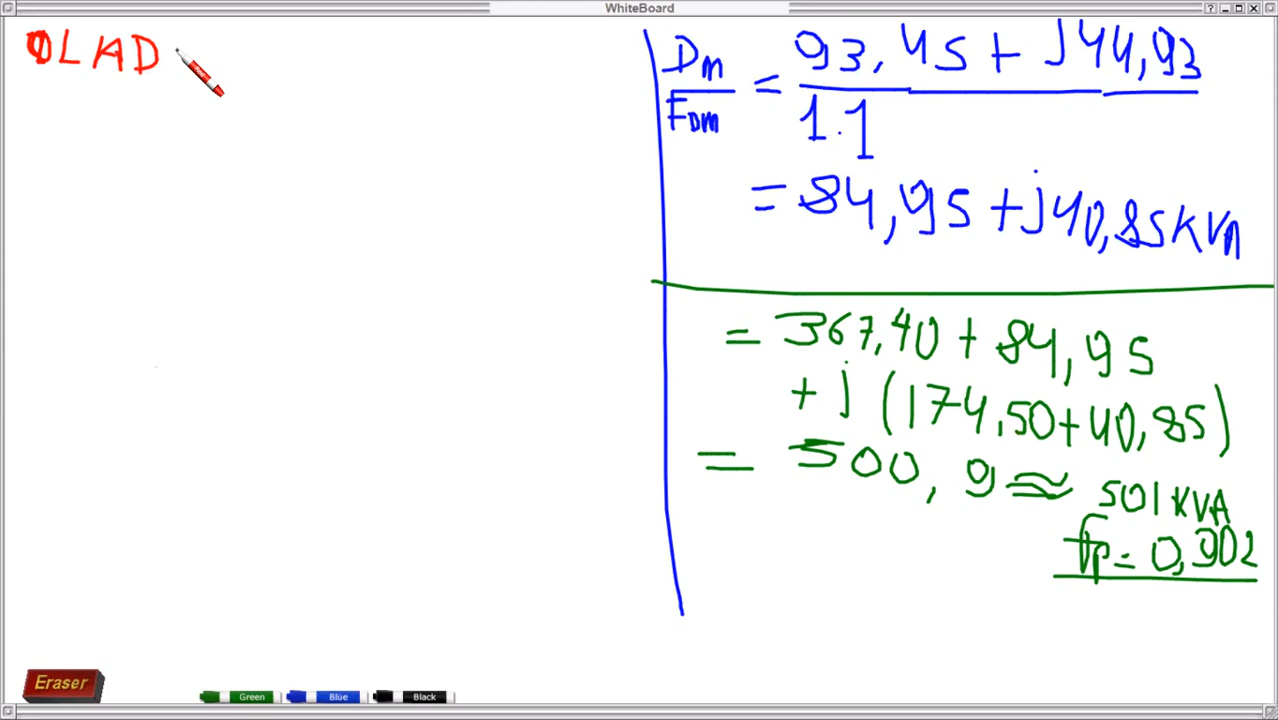 WhiteBoard
OLAD
Dm / FDm = 93,45 + j44,93 / 1.1
= 84,95 + j40,85 KVA
= 367,40 + 84,95
+ j (174,50 + 40,85)
= 500,9 ≅ 501 KVA
fp = 0,902
Eraser
Green Blue Black